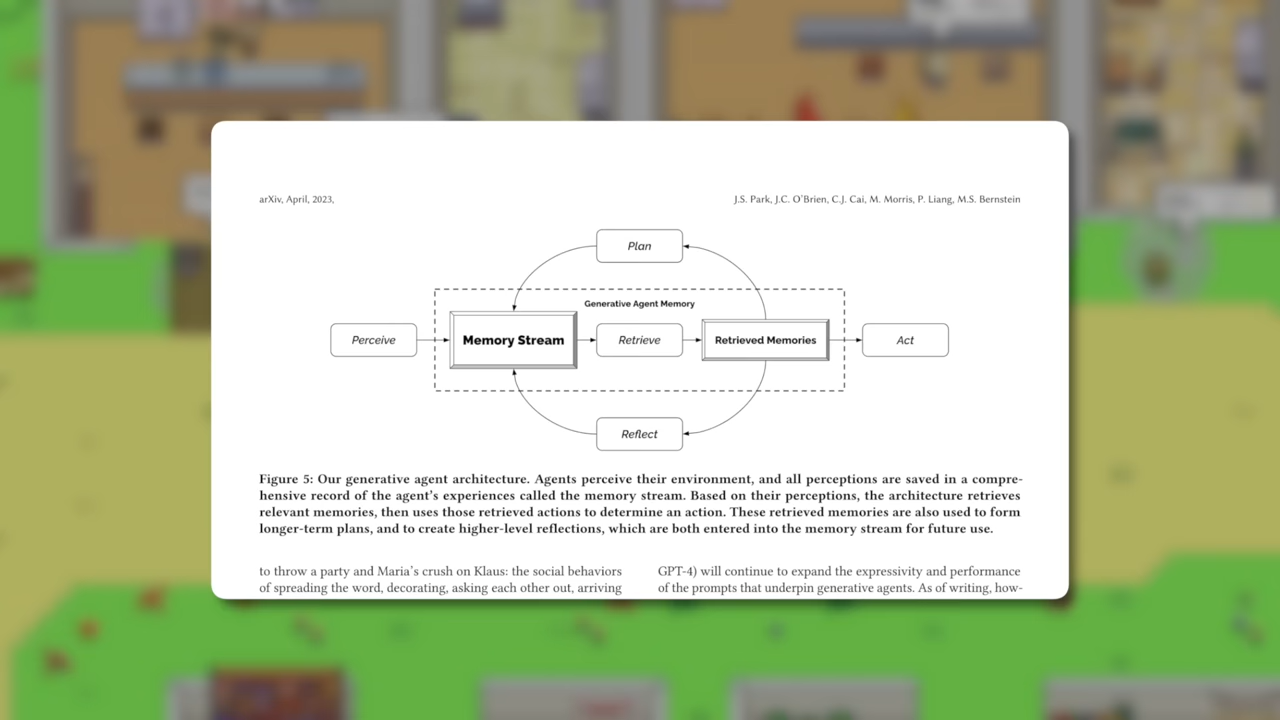 arXiv, April, 2023,
J.S. Park, J.C. O'Brien, C.J. Cai, M. Morris, P. Liang, M.S. Bernstein
Plan
Generative Agent Memory
Perceive
Memory Stream
Retrieve
Retrieved Memories
Act
Reflect
Figure 5: Our generative agent architecture. Agents perceive their environment, and all perceptions are saved in a compre-
hensive record of the agent's experiences called the memory stream. Based on their perceptions, the architecture retrieves
relevant memories, then uses those retrieved actions to determine an action. These retrieved memories are also used to form
longer-term plans, and to create higher-level reflections, which are both entered into the memory stream for future use.
to throw a party and Maria's crush on Klaus: the social behaviors
of spreading the word, decorating, asking each other out, arriving
GPT-4) will continue to expand the expressivity and performance
of the prompts that underpin generative agents. As of writing, how-